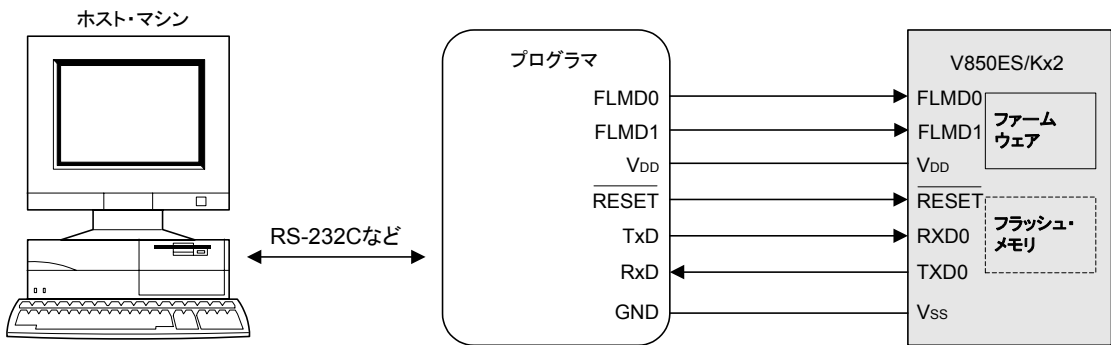 ホスト・マシン
RS-232Cなど
プログラマ
FLMD0
FLMD1
VDD
RESET
TxD
RxD
GND
V850ES/Kx2
FLMD0
FLMD1
VDD
RESET
RXD0
TXD0
Vss
ファーム
ウェア
フラッシュ・
メモリ